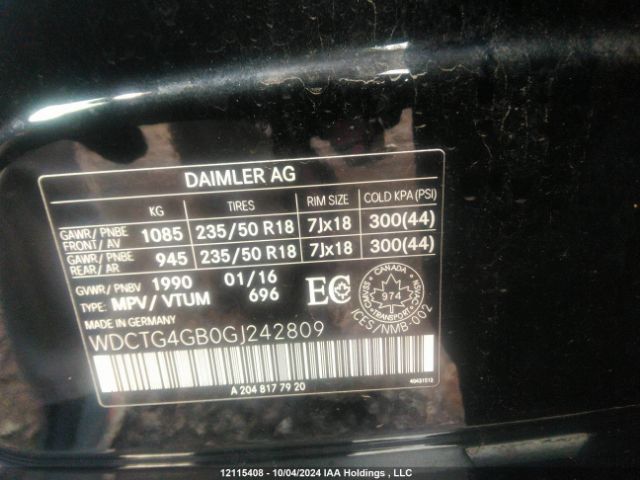 DAIMLER AG
KG TIRES RIM SIZE COLD KPA (PSI)
GAWR/ PNBE FRONT/ AV 1085 235/50 R18 7Jx18 300(44)
GAWR/ PNBE REAR/ AR 945 235/50 R18 7Jx18 300(44)
GVWR/ PNBV 1990 01/16
TYPE: MPV/ VTUM 696
EC
CANADA
974
TRANSPORT
ICES/NMB-002
MADE IN GERMANY
WDCTG4GB0GJ242809
A 204 817 79 20
12115408 - 10/04/2024 IAA Holdings , LLC